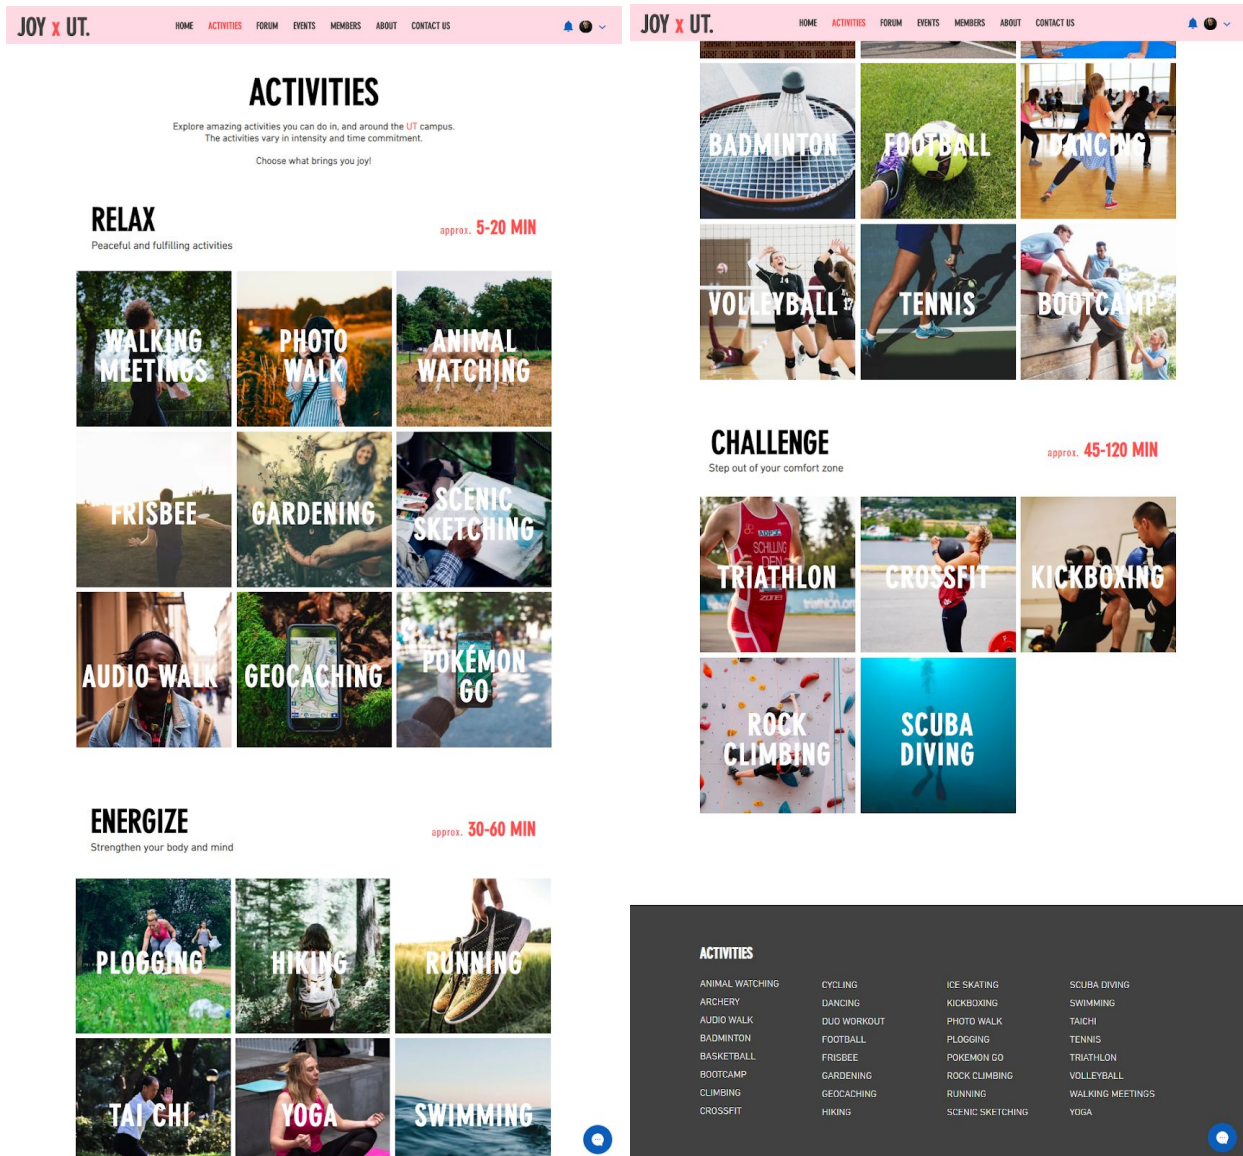 JOY x UT.
HOME ACTIVITIES FORUM EVENTS MEMBERS ABOUT CONTACT US
ACTIVITIES
Explore amazing activities you can do in, and around the UT campus.
The activities vary in intensity and time commitment.
Choose what brings you joy!
RELAX
approx. 5-20 MIN
Peaceful and fulfilling activities
WALKING
MEETINGS
PHOTO
WALK
ANIMAL
WATCHING
FRISBEE
GARDENING
SCENIC
SKETCHING
AUDIO WALK
GEOCACHING
POKÉMON
GO
ENERGIZE
approx. 30-60 MIN
Strengthen your body and mind
PLOGGING
HIKING
RUNNING
TAI CHI
YOGA
SWIMMING
JOY x UT.
HOME ACTIVITIES FORUM EVENTS MEMBERS ABOUT CONTACT US
BADMINTON
FOOTBALL
DANCING
VOLLEYBALL
TENNIS
BOOTCAMP
CHALLENGE
approx. 45-120 MIN
Step out of your comfort zone
SCHILLING
DEN
TRIATHLON
CROSSFIT
KICKBOXING
ROCK
CLIMBING
SCUBA
DIVING
ACTIVITIES
ANIMAL WATCHING
ARCHERY
AUDIO WALK
BADMINTON
BASKETBALL
BOOTCAMP
CLIMBING
CROSSFIT
CYCLING
DANCING
DUO WORKOUT
FOOTBALL
FRISBEE
GARDENING
GEOCACHING
HIKING
ICE SKATING
KICKBOXING
PHOTO WALK
PLOGGING
POKEMON GO
ROCK CLIMBING
RUNNING
SCENIC SKETCHING
SCUBA DIVING
SWIMMING
TAICHI
TENNIS
TRIATHLON
VOLLEYBALL
WALKING MEETINGS
YOGA